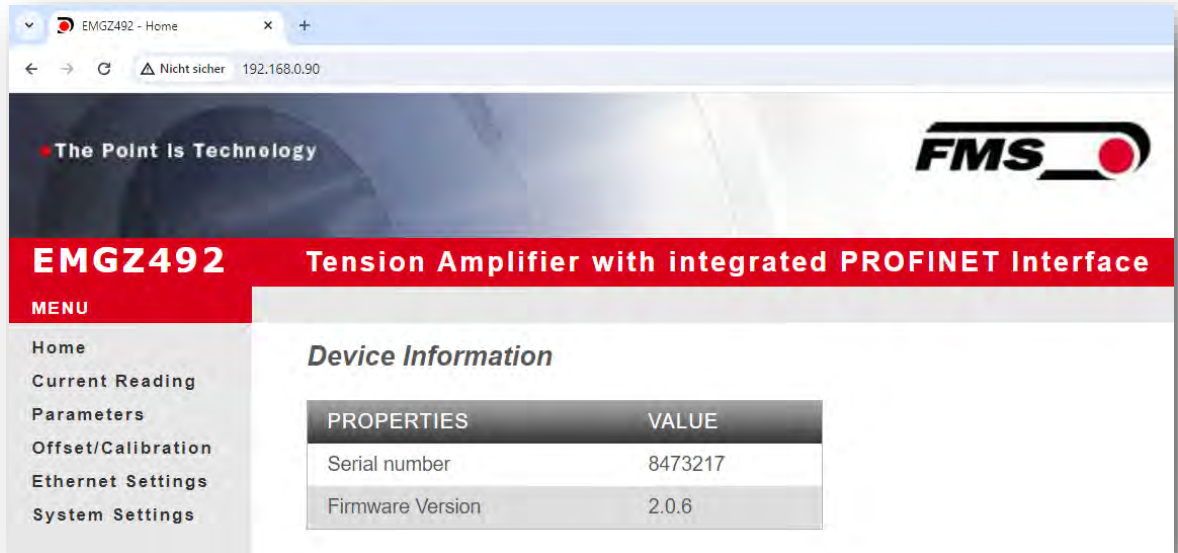 EMGZ492 - Home
Nicht sicher 192.168.0.90
The Point Is Technology
FMS
EMGZ492 Tension Amplifier with integrated PROFINET Interface
MENU
Home
Current Reading
Parameters
Offset/Calibration
Ethernet Settings
System Settings
Device Information
PROPERTIES VALUE
Serial number 8473217
Firmware Version 2.0.6